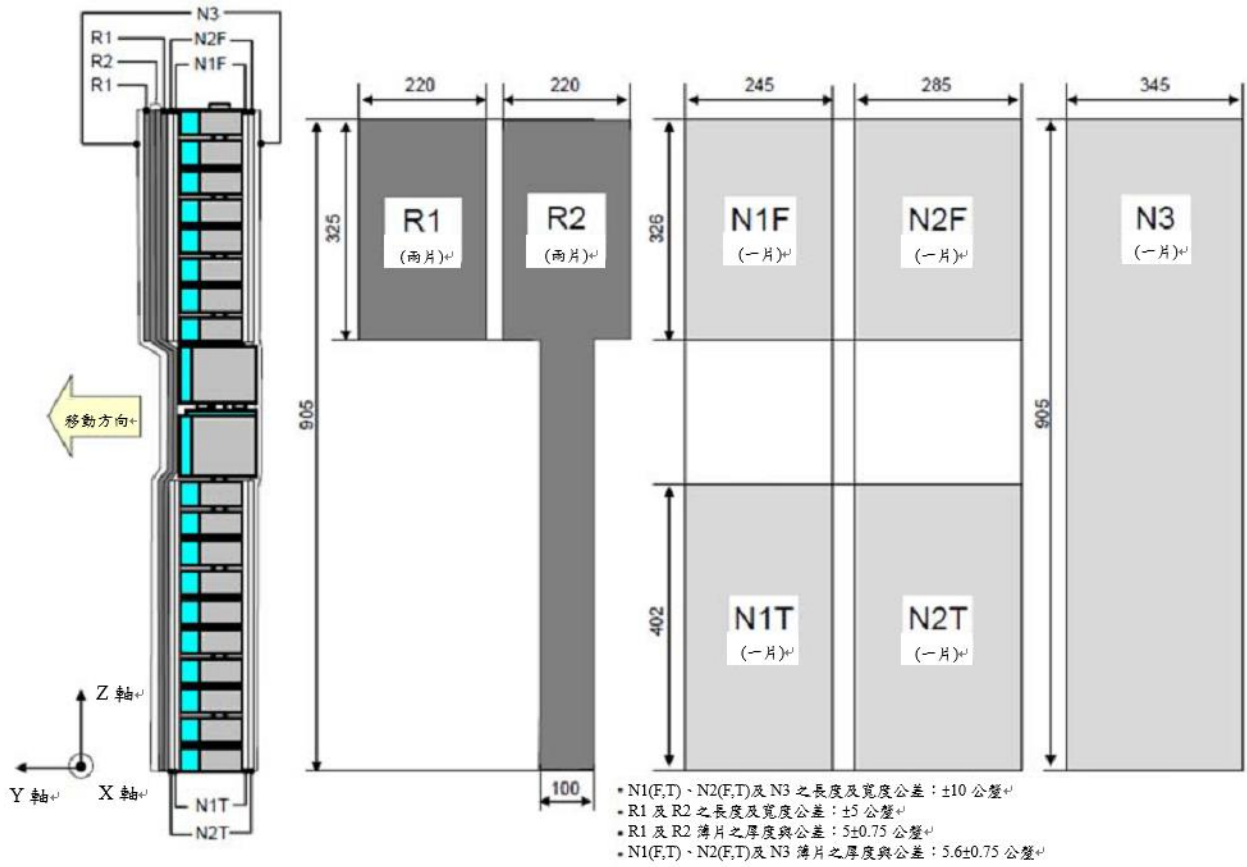 N3
R1
N2F
R2
N1F
R1
220
220
245
285
345
325
905
326
402
905
R1
(兩片)↵
R2
(兩片)↵
N1F
(一片)↵
N2F
(一片)↵
N3
(一片)↵
移動方向↵
N1T
(一片)↵
N2T
(一片)↵
Z 軸↵
Y 軸↵
X 軸↵
N1T
N2T
100
▪ N1(F,T)、N2(F,T)及 N3 之長度及寬度公差：±10 公釐↵
▪ R1 及 R2 之長度及寬度公差：±5 公釐↵
▪ R1 及 R2 薄片之厚度與公差：5±0.75 公釐↵
▪ N1(F,T)、N2(F,T)及 N3 薄片之厚度與公差：5.6±0.75 公釐↵